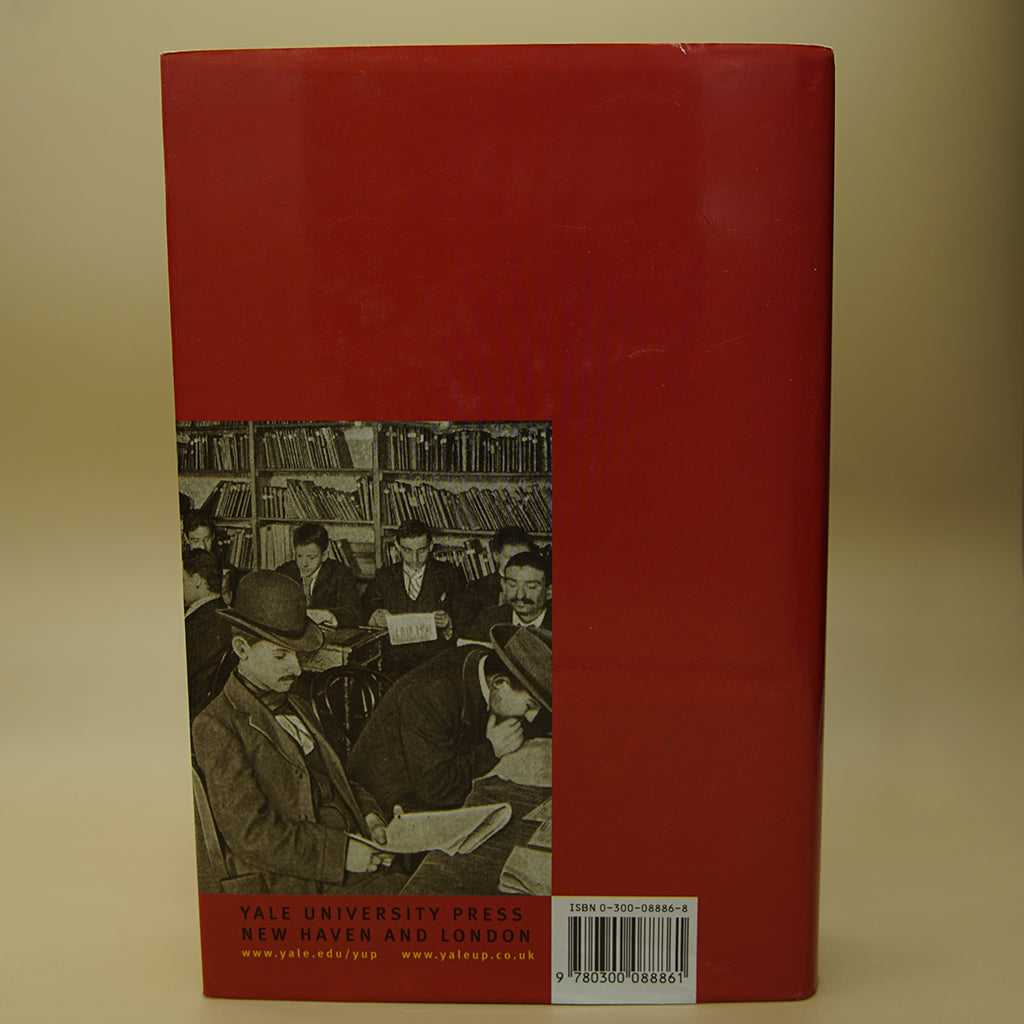 YALE UNIVERSITY PRESS
NEW HAVEN AND LONDON
www.yale.edu/yup www.yaleup.co.uk
ISBN 0-300-08886-8
9 780300 088861